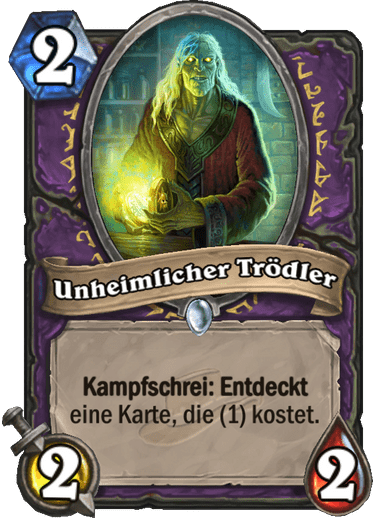 2
Unheimlicher Trödler
Kampfschrei: Entdeckt
eine Karte, die (1) kostet.
2
2